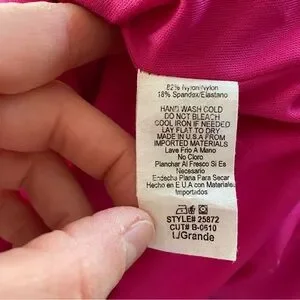 82% Nylon/Nylon
18% Spandex/Elastano
HAND WASH COLD
DO NOT BLEACH
COOL IRON IF NEEDED
LAY FLAT TO DRY
MADE IN U.S.A FROM
IMPORTED MATERIALS
Lave Frio A Mano
No Cloro
Planchar Al Fresco Si Es
Necesario
Endecha Plana Para Secar
Hecho en E.U.A con Materiales
Importados
STYLE# 25872
CUT# B-0610
L/Grande